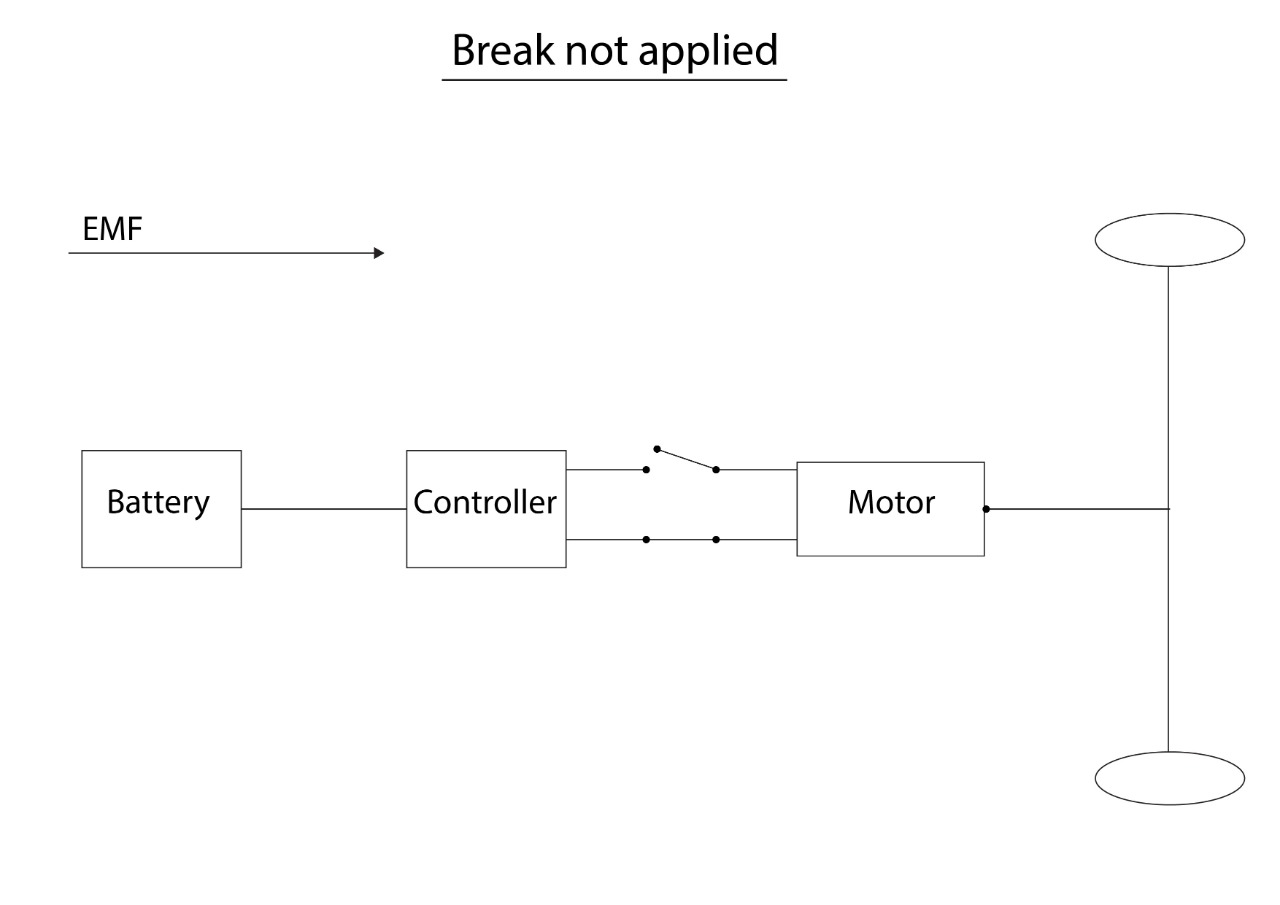 Break not applied
EMF
Battery
Controller
Motor